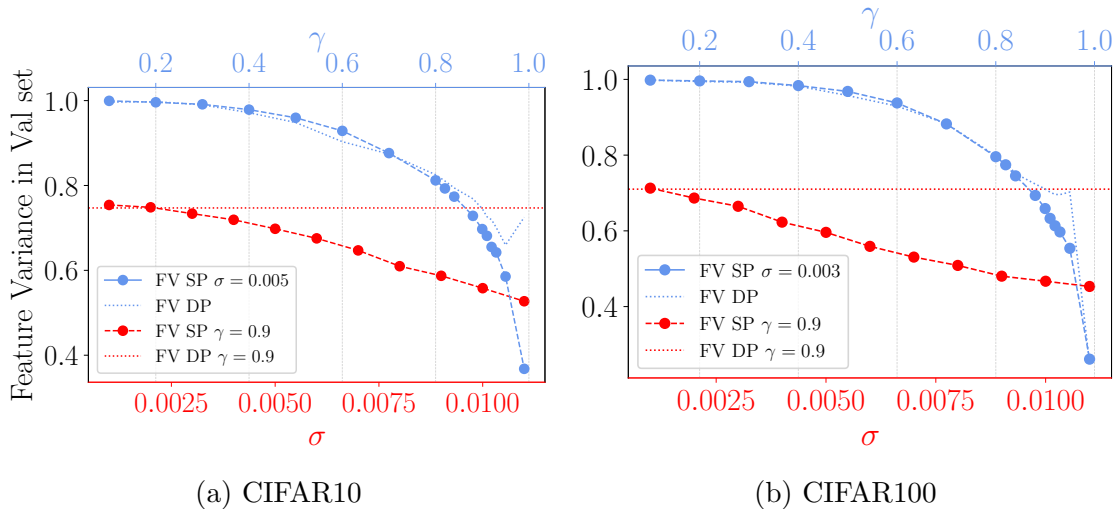 γ
0.2 0.4 0.6 0.8 1.0
Feature Variance in Val set
1.0
0.8
0.6
0.4
FV SP σ = 0.005
FV DP
FV SP γ = 0.9
FV DP γ = 0.9
0.0025 0.0050 0.0075 0.0100
σ
(a) CIFAR10
γ
0.2 0.4 0.6 0.8 1.0
1.0
0.8
0.6
0.4
FV SP σ = 0.003
FV DP
FV SP γ = 0.9
FV DP γ = 0.9
0.0025 0.0050 0.0075 0.0100
σ
(b) CIFAR100